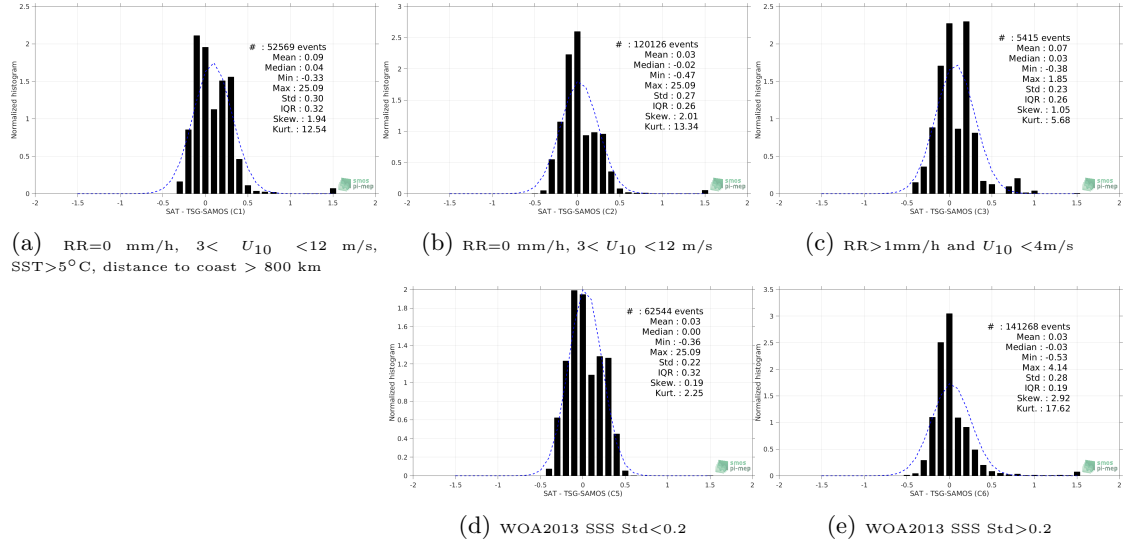 2.5
2
1.5
1
0.5
0
Normalized histogram
# : 52569 events
Mean : 0.09
Median : 0.04
Min : -0.33
Max : 25.09
Std : 0.30
IQR : 0.32
Skew. : 1.94
Kurt. : 12.54
smos
pi-mep
-2 -1.5 -1 -0.5 0 0.5 1 1.5 2
SAT - TSG-SAMOS (C1)
(a) RR=0 mm/h, 3< U10 <12 m/s,
SST>5°C, distance to coast > 800 km
3
2.5
2
1.5
1
0.5
0
Normalized histogram
# : 120126 events
Mean : 0.03
Median : -0.02
Min : -0.47
Max : 25.09
Std : 0.27
IQR : 0.26
Skew. : 2.01
Kurt. : 13.34
smos
pi-mep
-2 -1.5 -1 -0.5 0 0.5 1 1.5 2
SAT - TSG-SAMOS (C2)
(b) RR=0 mm/h, 3< U10 <12 m/s
2.5
2
1.5
1
0.5
0
Normalized histogram
# : 5415 events
Mean : 0.07
Median : 0.03
Min : -0.38
Max : 1.85
Std : 0.23
IQR : 0.26
Skew. : 1.05
Kurt. : 5.68
smos
pi-mep
-2 -1.5 -1 -0.5 0 0.5 1 1.5 2
SAT - TSG-SAMOS (C3)
(c) RR>1mm/h and U10 <4m/s
2
1.8
1.6
1.4
1.2
1
0.8
0.6
0.4
0.2
0
Normalized histogram
# : 62544 events
Mean : 0.03
Median : 0.00
Min : -0.36
Max : 25.09
Std : 0.22
IQR : 0.32
Skew. : 0.19
Kurt. : 2.25
smos
pi-mep
-2 -1.5 -1 -0.5 0 0.5 1 1.5 2
SAT - TSG-SAMOS (C5)
(d) WOA2013 SSS Std<0.2
3.5
3
2.5
2
1.5
1
0.5
0
Normalized histogram
# : 141268 events
Mean : 0.03
Median : -0.03
Min : -0.53
Max : 4.14
Std : 0.28
IQR : 0.19
Skew. : 2.92
Kurt. : 17.62
smos
pi-mep
-2 -1.5 -1 -0.5 0 0.5 1 1.5 2
SAT - TSG-SAMOS (C6)
(e) WOA2013 SSS Std>0.2